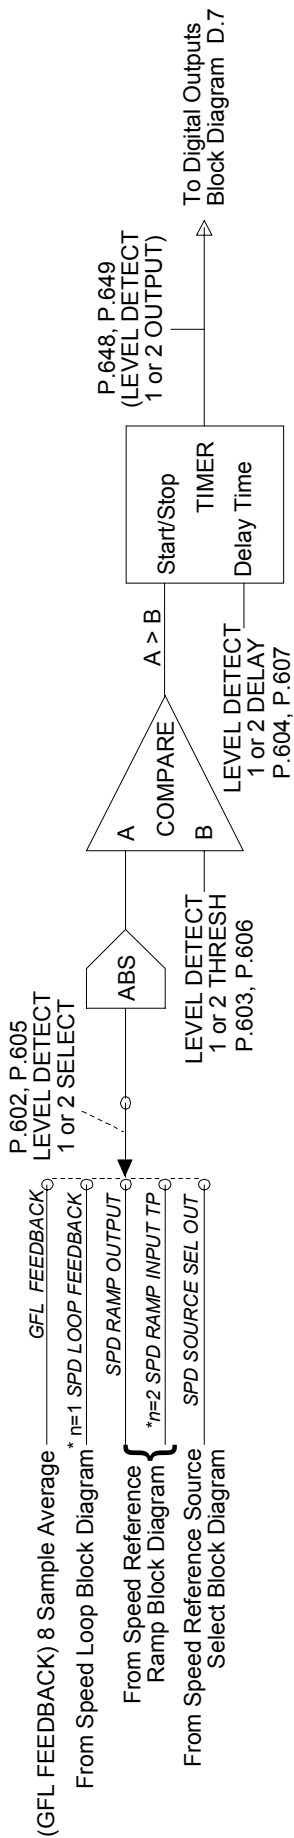 (GFL FEEDBACK) 8 Sample Average
GFL  FEEDBACK
From Speed Loop Block Diagram
* n=1 SPD LOOP FEEDBACK
From Speed Reference
Ramp Block Diagram
SPD RAMP OUTPUT
*n=2 SPD RAMP INPUT TP
From Speed Reference Source
Select Block Diagram
SPD SOURCE SEL OUT
P.602, P.605
LEVEL DETECT
1 or 2 SELECT
ABS
LEVEL DETECT
1 or 2 THRESH
P.603, P.606
A
COMPARE
B
A > B
LEVEL DETECT
1 or 2 DELAY
P.604, P.607
Start/Stop
TIMER
Delay Time
P.648, P.649
(LEVEL DETECT
1 or 2 OUTPUT)
To Digital Outputs
Block Diagram  D.7